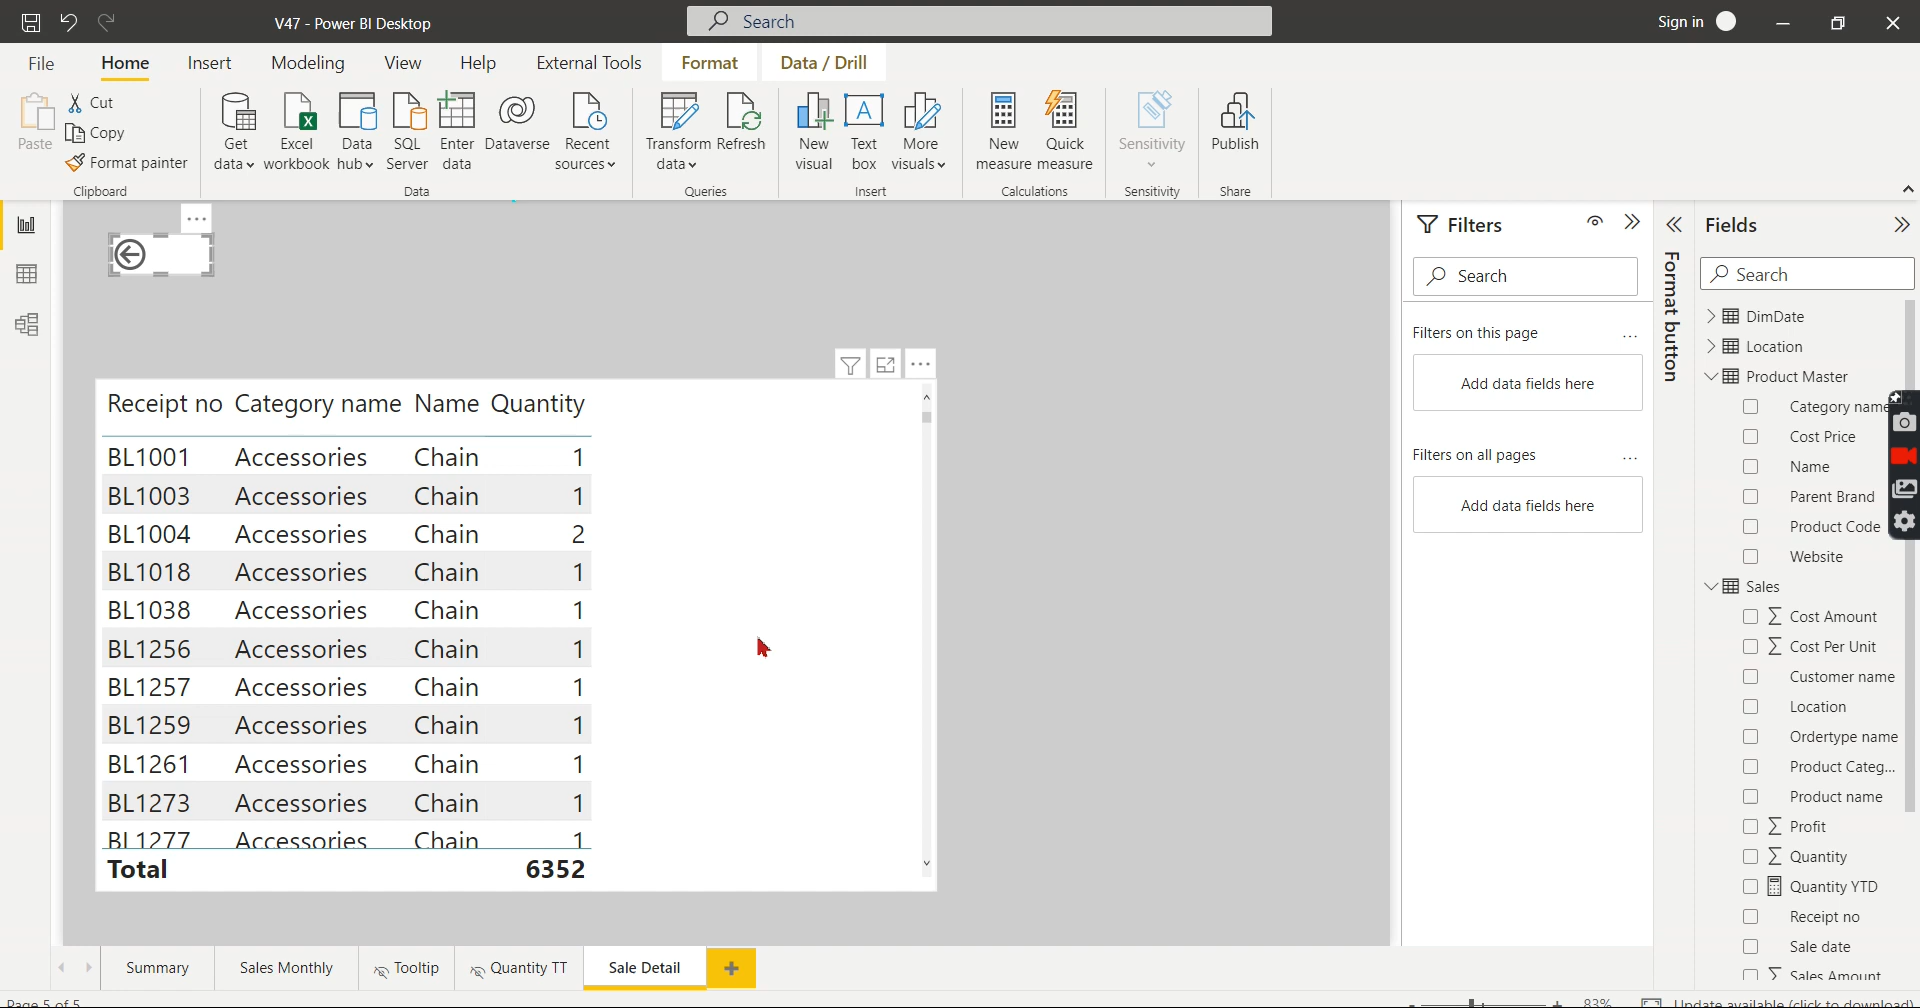 V47 - Power BI Desktop
Search
Sign in
File Home Insert Modeling View Help External Tools Format Data / Drill
Paste
Cut
Copy
Format painter
Clipboard
Get data
Excel workbook
Data hub
SQL Server
Enter data
Dataverse
Recent sources
Data
Transform data
Refresh
Queries
New visual
Text box
More visuals
Insert
New measure
Quick measure
Calculations
Sensitivity
Sensitivity
Publish
Share
Receipt no Category name Name Quantity
BL1001 Accessories Chain 1
BL1003 Accessories Chain 1
BL1004 Accessories Chain 2
BL1018 Accessories Chain 1
BL1038 Accessories Chain 1
BL1256 Accessories Chain 1
BL1257 Accessories Chain 1
BL1259 Accessories Chain 1
BL1261 Accessories Chain 1
BL1273 Accessories Chain 1
BL1277 Accessories Chain 1
Total 6352
Filters
Search
Filters on this page ...
Add data fields here
Filters on all pages ...
Add data fields here
Format button
Fields
Search
DimDate
Location
Product Master
Category name
Cost Price
Name
Parent Brand
Product Code
Website
Sales
Σ Cost Amount
Σ Cost Per Unit
Customer name
Location
Ordertype name
Product Categ...
Product name
Σ Profit
Σ Quantity
Quantity YTD
Receipt no
Sale date
Σ Sales Amount
Summary Sales Monthly Tooltip Quantity TT Sale Detail +
Page 5 of 5
- + 83%
Update available (click to download)